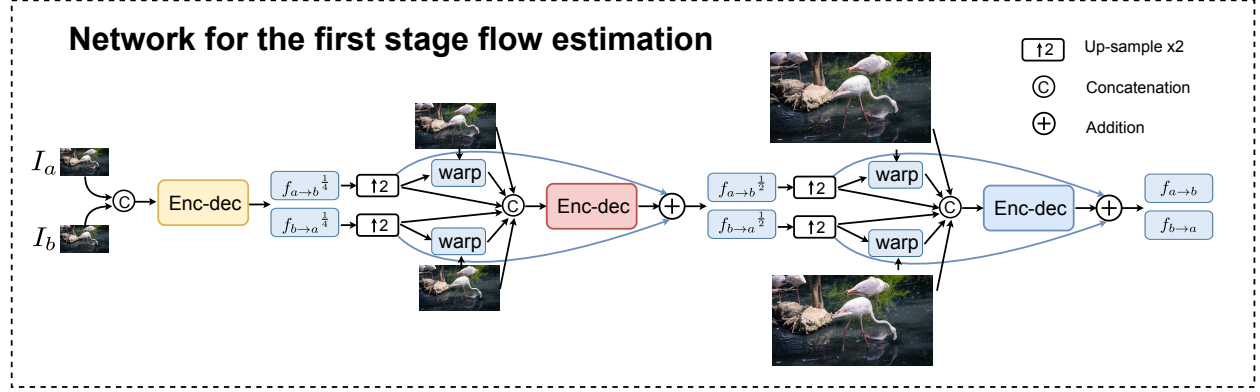 Network for the first stage flow estimation
↑2 Up-sample x2
C Concatenation
+ Addition
I_a
I_b
C
Enc-dec
f_{a→b}^{1/4}
f_{b→a}^{1/4}
↑2
↑2
warp
warp
C
Enc-dec
+
f_{a→b}^{1/2}
f_{b→a}^{1/2}
↑2
↑2
warp
warp
C
Enc-dec
+
f_{a→b}
f_{b→a}